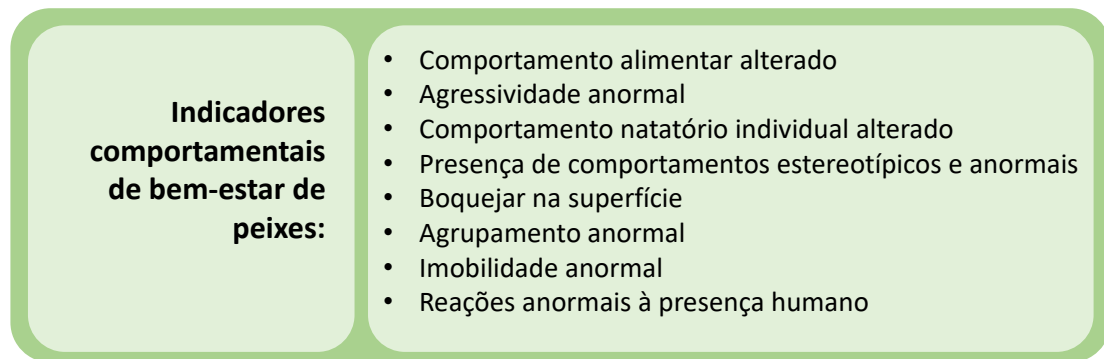 Indicadores
comportamentais
de bem-estar de
peixes:
• Comportamento alimentar alterado
• Agressividade anormal
• Comportamento natatório individual alterado
• Presença de comportamentos estereotípicos e anormais
• Boquejar na superfície
• Agrupamento anormal
• Imobilidade anormal
• Reações anormais à presença humano